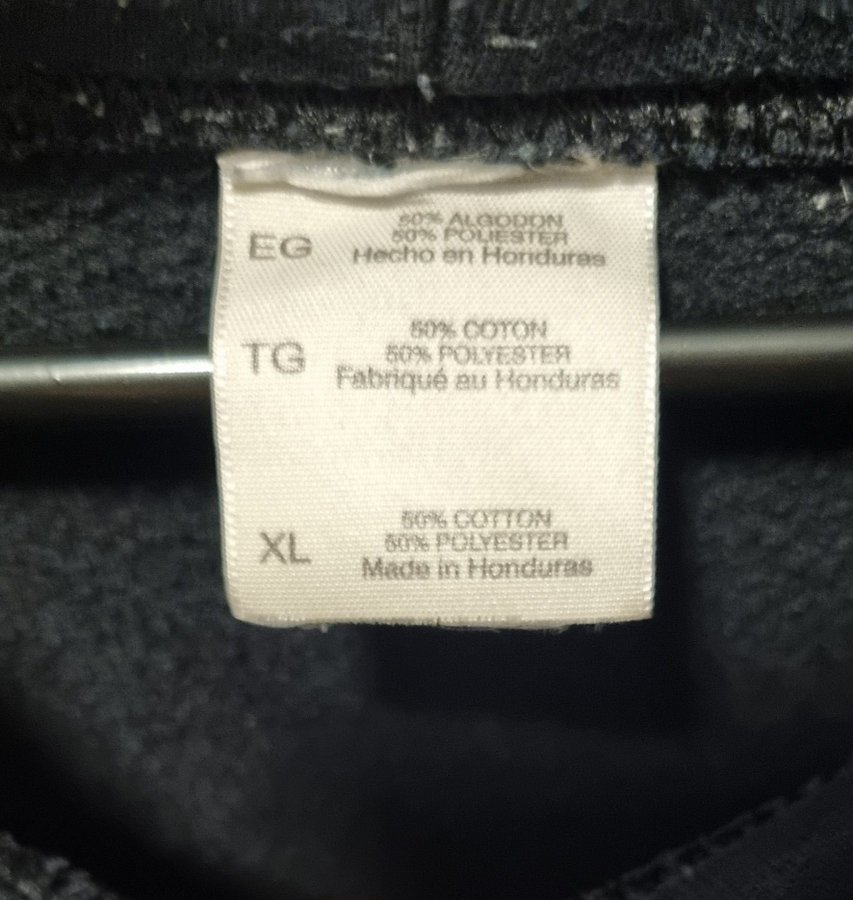 EG
50% ALGODON
50% POLIESTER
Hecho en Honduras
TG
50% COTON
50% POLYESTER
Fabriqué au Honduras
XL
50% COTTON
50% POLYESTER
Made in Honduras